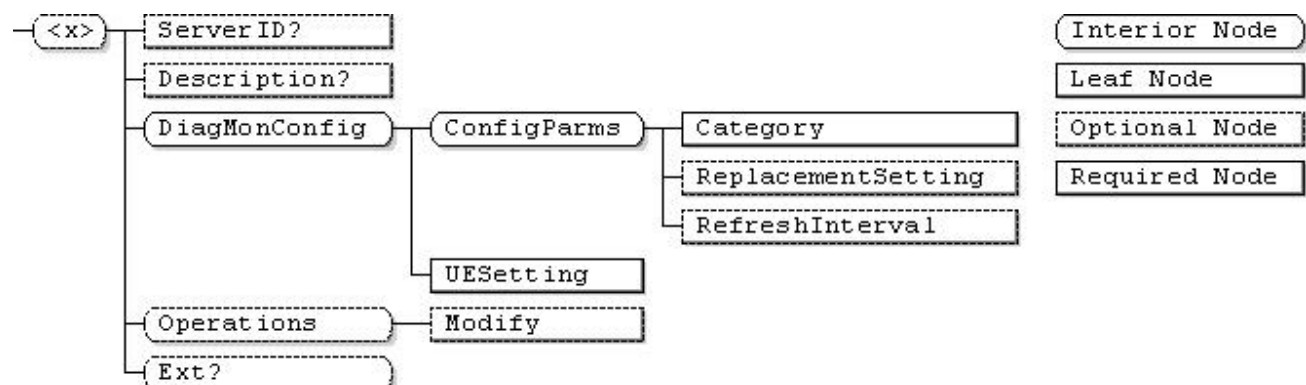 <x>
ServerID?
Description?
DiagMonConfig
ConfigParms
Category
ReplacementSetting
RefreshInterval
UESetting
Operations
Modify
Ext?
Interior Node
Leaf Node
Optional Node
Required Node